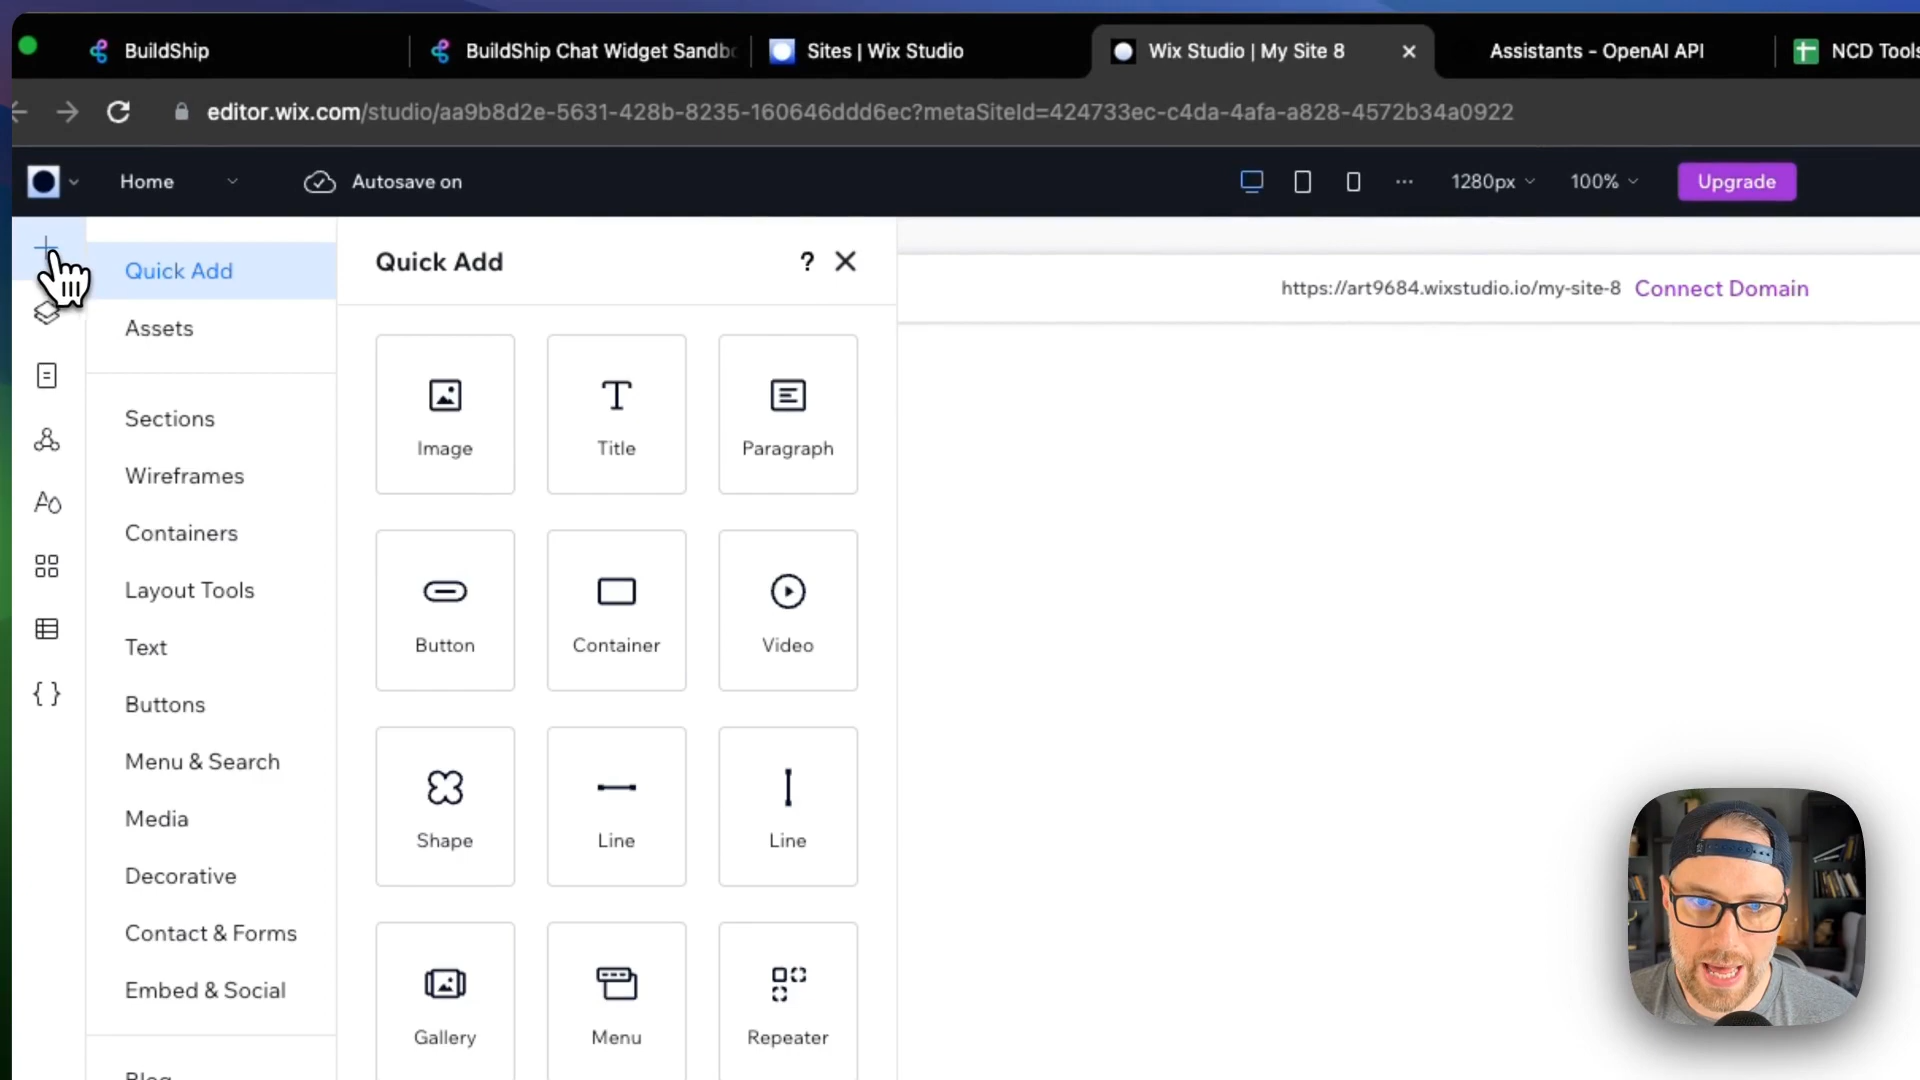 BuildShip
BuildShip Chat Widget Sandbo
Sites | Wix Studio
Wix Studio | My Site 8
Assistants - OpenAI API
NCD Tools
editor.wix.com/studio/aa9b8d2e-5631-428b-8235-160646ddd6ec?metaSiteId=424733ec-c4da-4afa-a828-4572b34a0922
Home
Autosave on
1280px
100%
Upgrade
Quick Add
Assets
Sections
Wireframes
Containers
Layout Tools
Text
Buttons
Menu & Search
Media
Decorative
Contact & Forms
Embed & Social
Blog
Quick Add
?
Image
Title
Paragraph
Button
Container
Video
Shape
Line
Line
Gallery
Menu
Repeater
https://art9684.wixstudio.io/my-site-8 Connect Domain